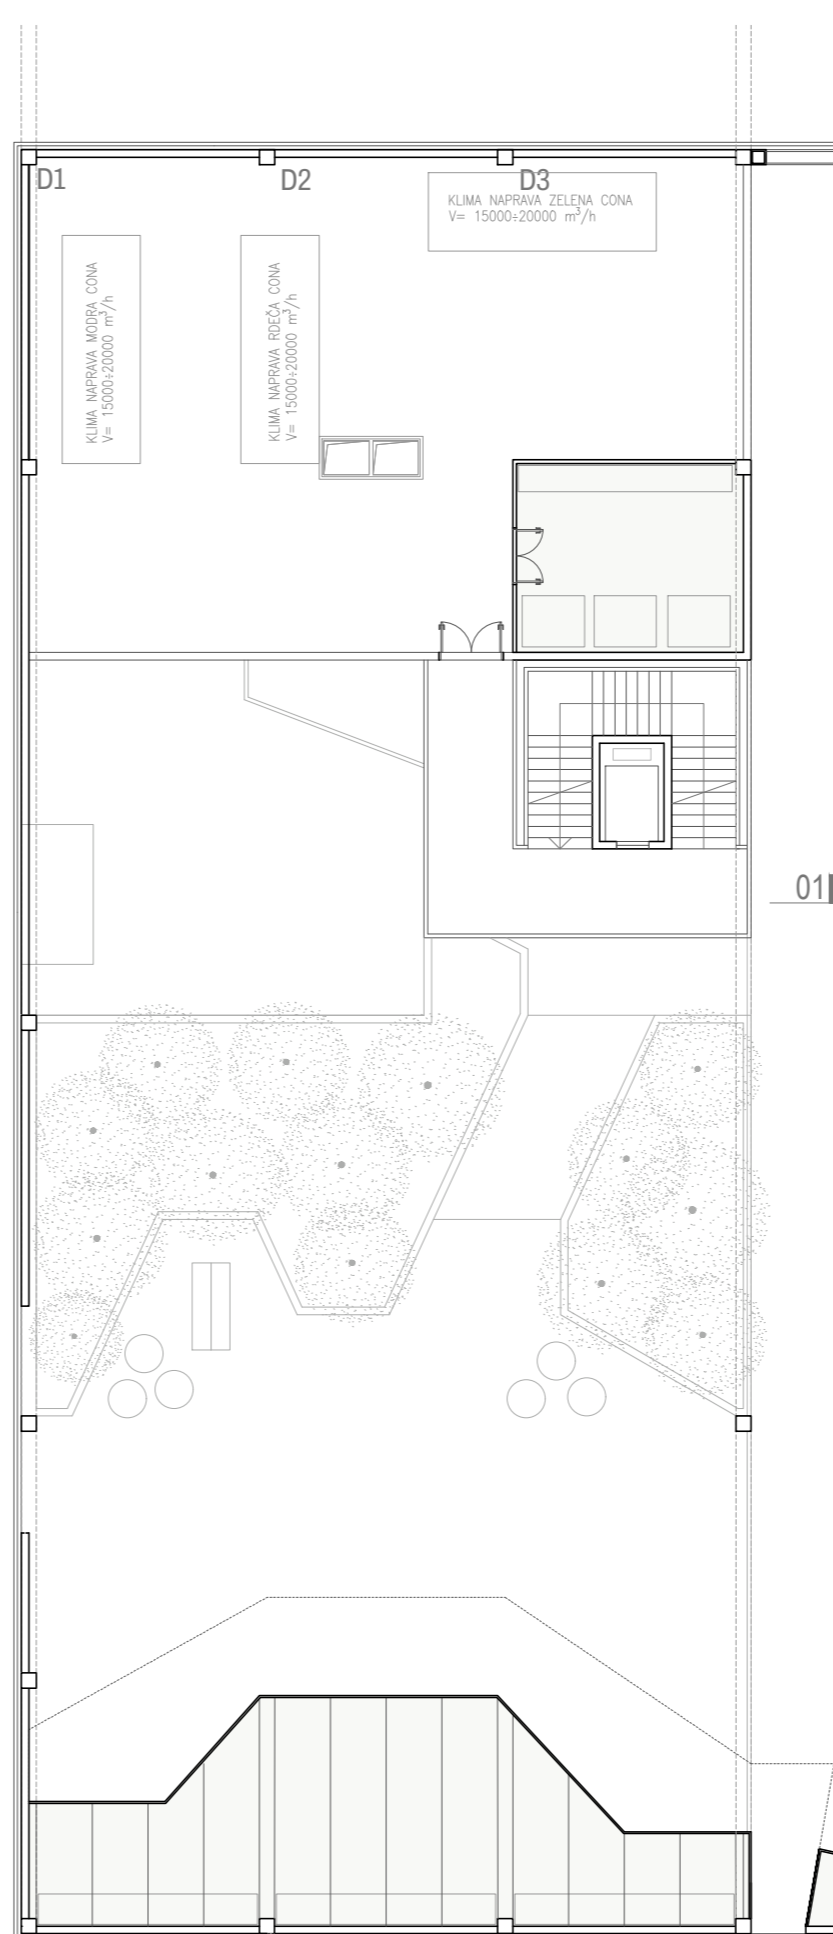 D1
D2
D3
KLIMA NAPRAVA ZELENA CONA
V= 15000÷20000 m³/h
KLIMA NAPRAVA MODRA CONA
V= 15000÷20000 m³/h
KLIMA NAPRAVA RDEČA CONA
V= 15000÷20000 m³/h
01